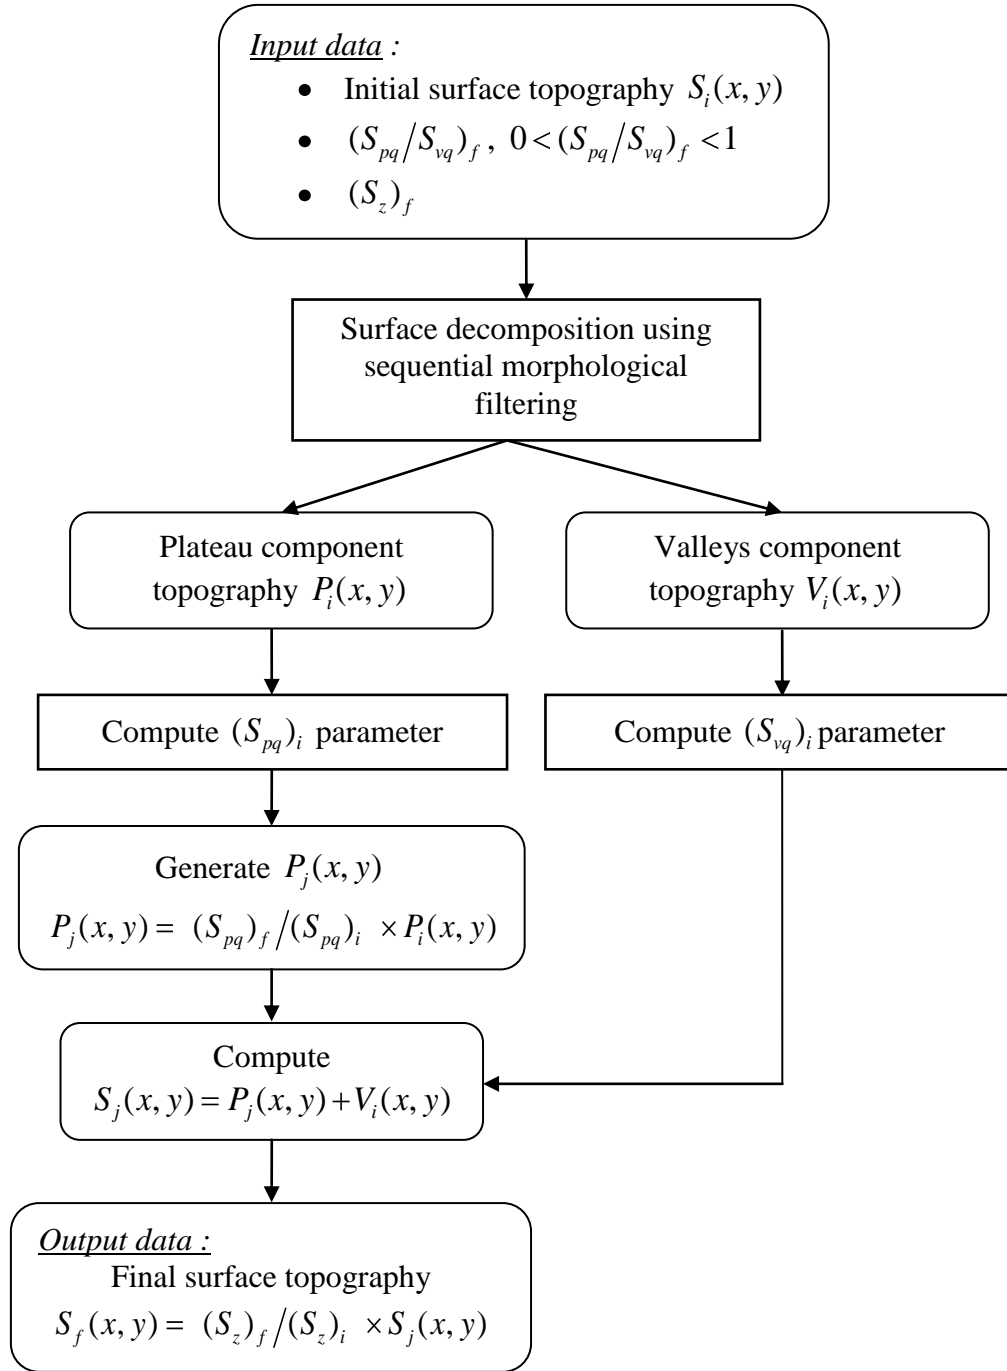 Input data :
• Initial surface topography S_i(x, y)
• (S_pq/S_vq)_f , 0<(S_pq/S_vq)_f <1
• (S_z)_f
Surface decomposition using
sequential morphological
filtering
Plateau component
topography P_i(x, y)
Valleys component
topography V_i(x, y)
Compute (S_pq)_i parameter
Compute (S_vq)_i parameter
Generate P_j(x, y)
P_j(x, y) = (S_pq)_f/(S_pq)_i ×P_i(x, y)
Compute
S_j(x, y) = P_j(x, y)+V_i(x, y)
Output data :
Final surface topography
S_f(x, y) = (S_z)_f/(S_z)_i ×S_j(x, y)